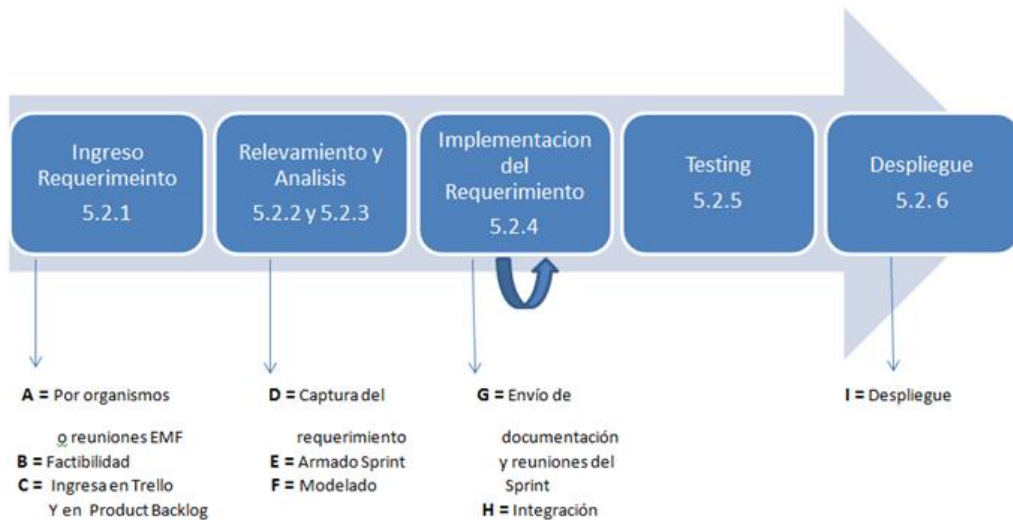 Ingreso
Requerimeinto
5.2.1
Relevamiento y
Analisis
5.2.2 y 5.2.3
Implementacion
del
Requerimiento
5.2.4
Testing
5.2.5
Despliegue
5.2. 6
A = Por organismos
o reuniones EMF
B = Factibilidad
C = Ingresa en Trello
Y en Product Backlog
D = Captura del
requerimiento
E = Armado Sprint
F = Modelado
G = Envío de
documentación
y reuniones del
Sprint
H = Integración
I = Despliegue